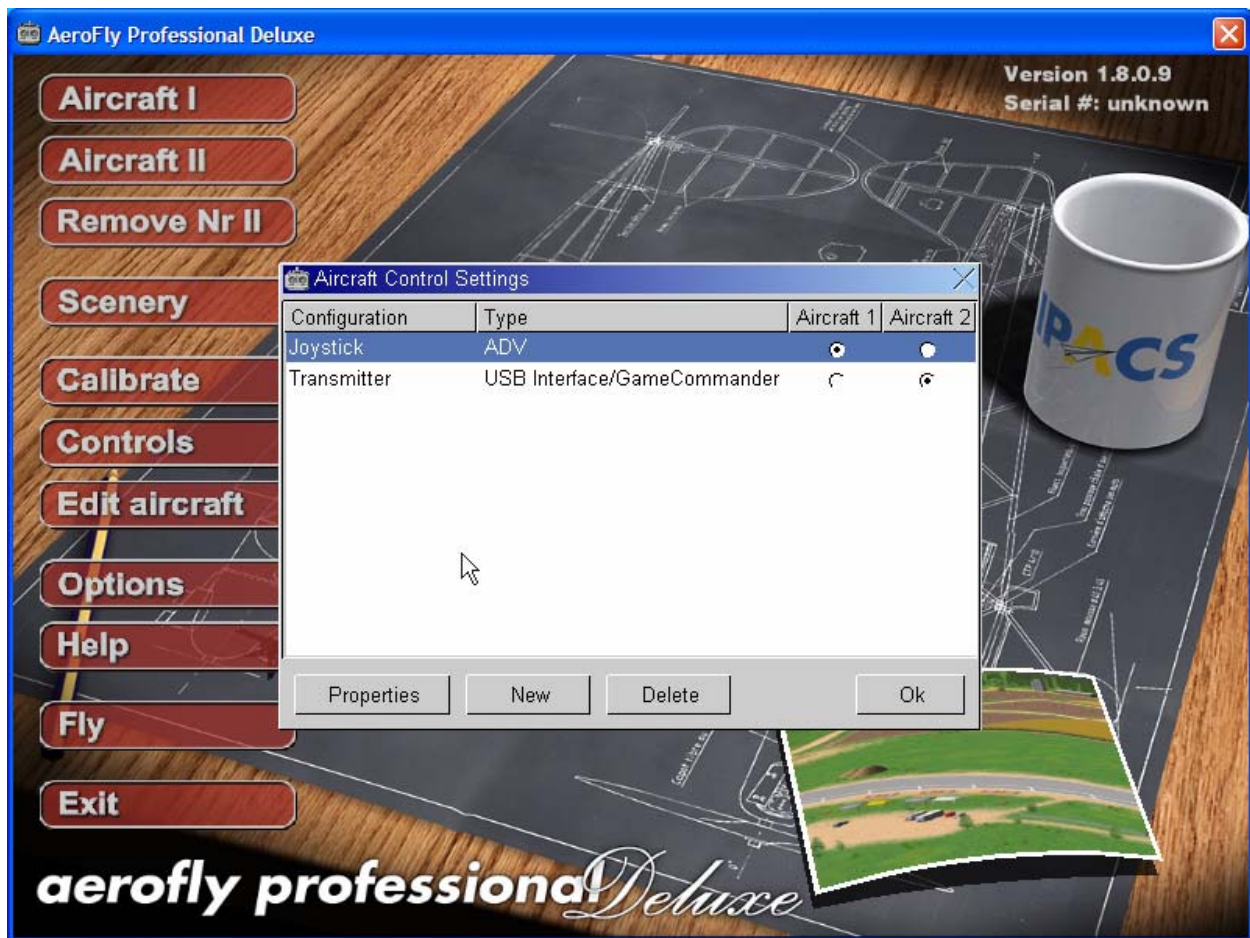 AeroFly Professional Deluxe
Version 1.8.0.9
Serial #: unknown
Aircraft I
Aircraft II
Remove Nr II
Scenery
Calibrate
Controls
Edit aircraft
Options
Help
Fly
Exit
Aircraft Control Settings
Configuration Type Aircraft 1 Aircraft 2
Joystick ADV
Transmitter USB Interface/GameCommander
Properties New Delete Ok
IPACS
aerofly professional Deluxe